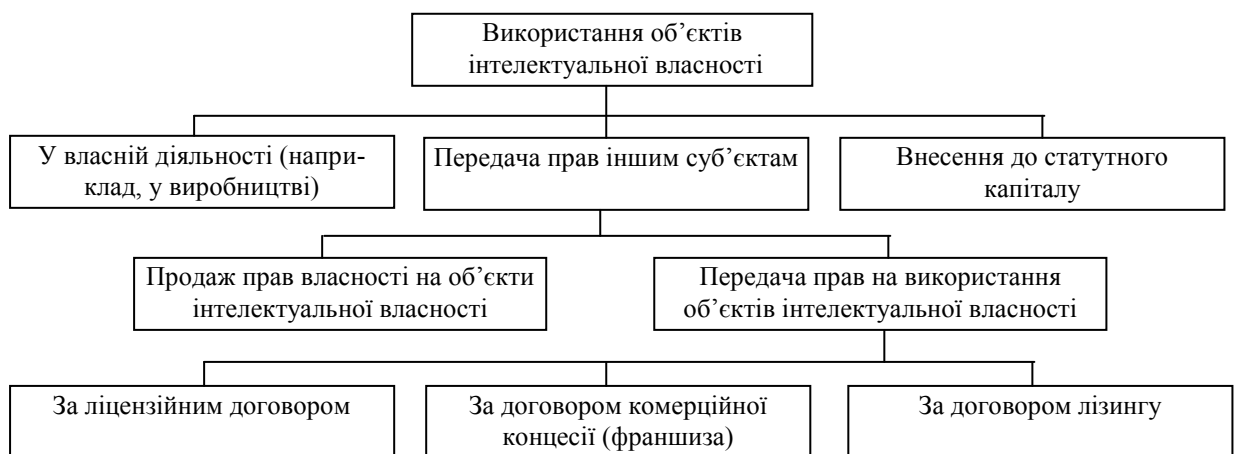 Використання об’єктів
інтелектуальної власності
У власній діяльності (напри-
клад, у виробництві)
Передача прав іншим суб’єктам
Внесення до статутного
капіталу
Продаж прав власності на об’єкти
інтелектуальної власності
Передача прав на використання
об’єктів інтелектуальної власності
За ліцензійним договором
За договором комерційної
концесії (франшиза)
За договором лізингу